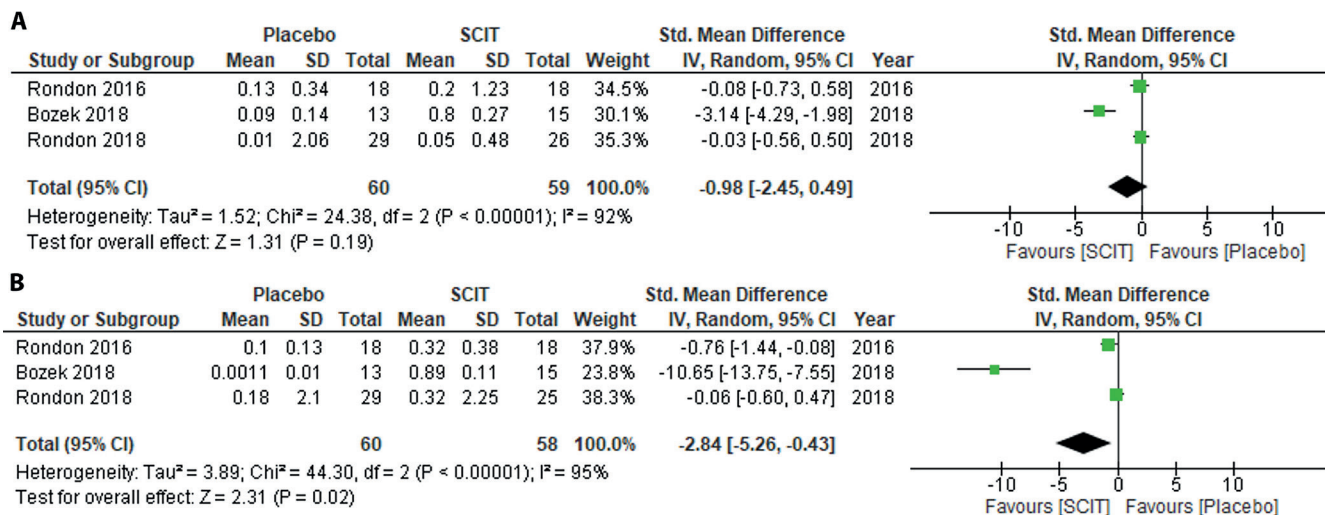 A
Placebo SCIT Std. Mean Difference Std. Mean Difference
Study or Subgroup Mean SD Total Mean SD Total Weight IV, Random, 95% CI Year IV, Random, 95% CI
Rondon 2016 0.13 0.34 18 0.2 1.23 18 34.5% -0.08 [-0.73, 0.58] 2016
Bozek 2018 0.09 0.14 13 0.8 0.27 15 30.1% -3.14 [-4.29, -1.98] 2018
Rondon 2018 0.01 2.06 29 0.05 0.48 26 35.3% -0.03 [-0.56, 0.50] 2018
Total (95% CI) 60 59 100.0% -0.98 [-2.45, 0.49]
Heterogeneity: Tau² = 1.52; Chi² = 24.38, df = 2 (P < 0.00001); I² = 92%
Test for overall effect: Z = 1.31 (P = 0.19)
-10 -5 0 5 10
Favours [SCIT] Favours [Placebo]
B
Placebo SCIT Std. Mean Difference Std. Mean Difference
Study or Subgroup Mean SD Total Mean SD Total Weight IV, Random, 95% CI Year IV, Random, 95% CI
Rondon 2016 0.1 0.13 18 0.32 0.38 18 37.9% -0.76 [-1.44, -0.08] 2016
Bozek 2018 0.0011 0.01 13 0.89 0.11 15 23.8% -10.65 [-13.75, -7.55] 2018
Rondon 2018 0.18 2.1 29 0.32 2.25 25 38.3% -0.06 [-0.60, 0.47] 2018
Total (95% CI) 60 58 100.0% -2.84 [-5.26, -0.43]
Heterogeneity: Tau² = 3.89; Chi² = 44.30, df = 2 (P < 0.00001); I² = 95%
Test for overall effect: Z = 2.31 (P = 0.02)
-10 -5 0 5 10
Favours [SCIT] Favours [Placebo]